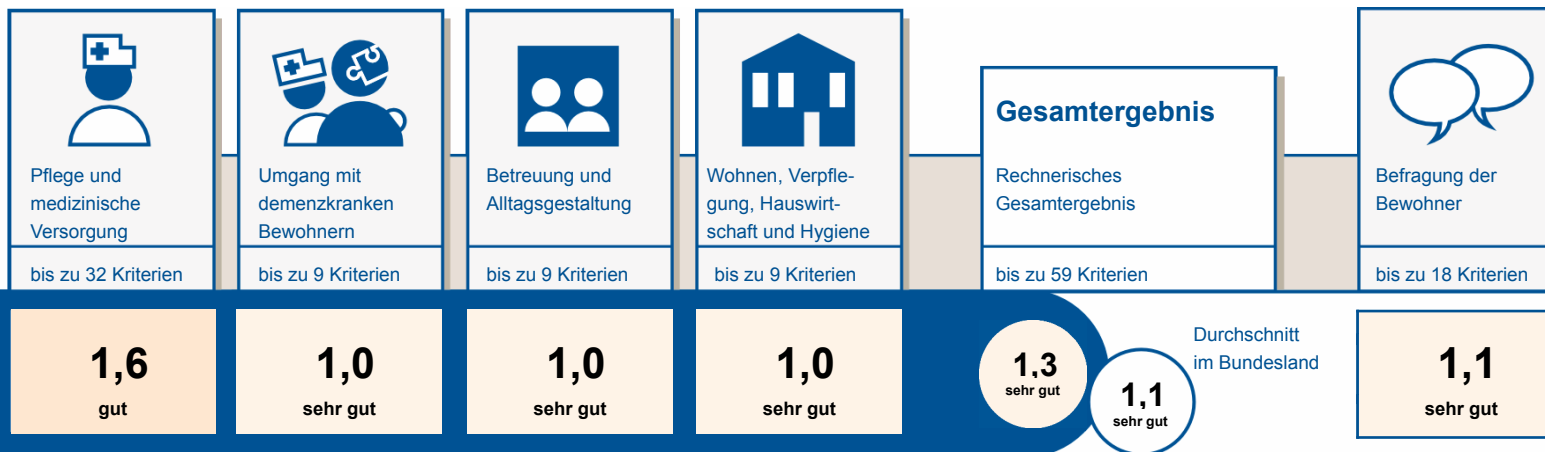 Pflege und
medizinische
Versorgung
bis zu 32 Kriterien
1,6
gut
Umgang mit
demenzkranken
Bewohnern
bis zu 9 Kriterien
1,0
sehr gut
Betreuung und
Alltagsgestaltung
bis zu 9 Kriterien
1,0
sehr gut
Wohnen, Verpfle-
gung, Hauswirt-
schaft und Hygiene
bis zu 9 Kriterien
1,0
sehr gut
Gesamtergebnis
Rechnerisches
Gesamtergebnis
bis zu 59 Kriterien
1,3
sehr gut
Durchschnitt
im Bundesland
1,1
sehr gut
Befragung der
Bewohner
bis zu 18 Kriterien
1,1
sehr gut